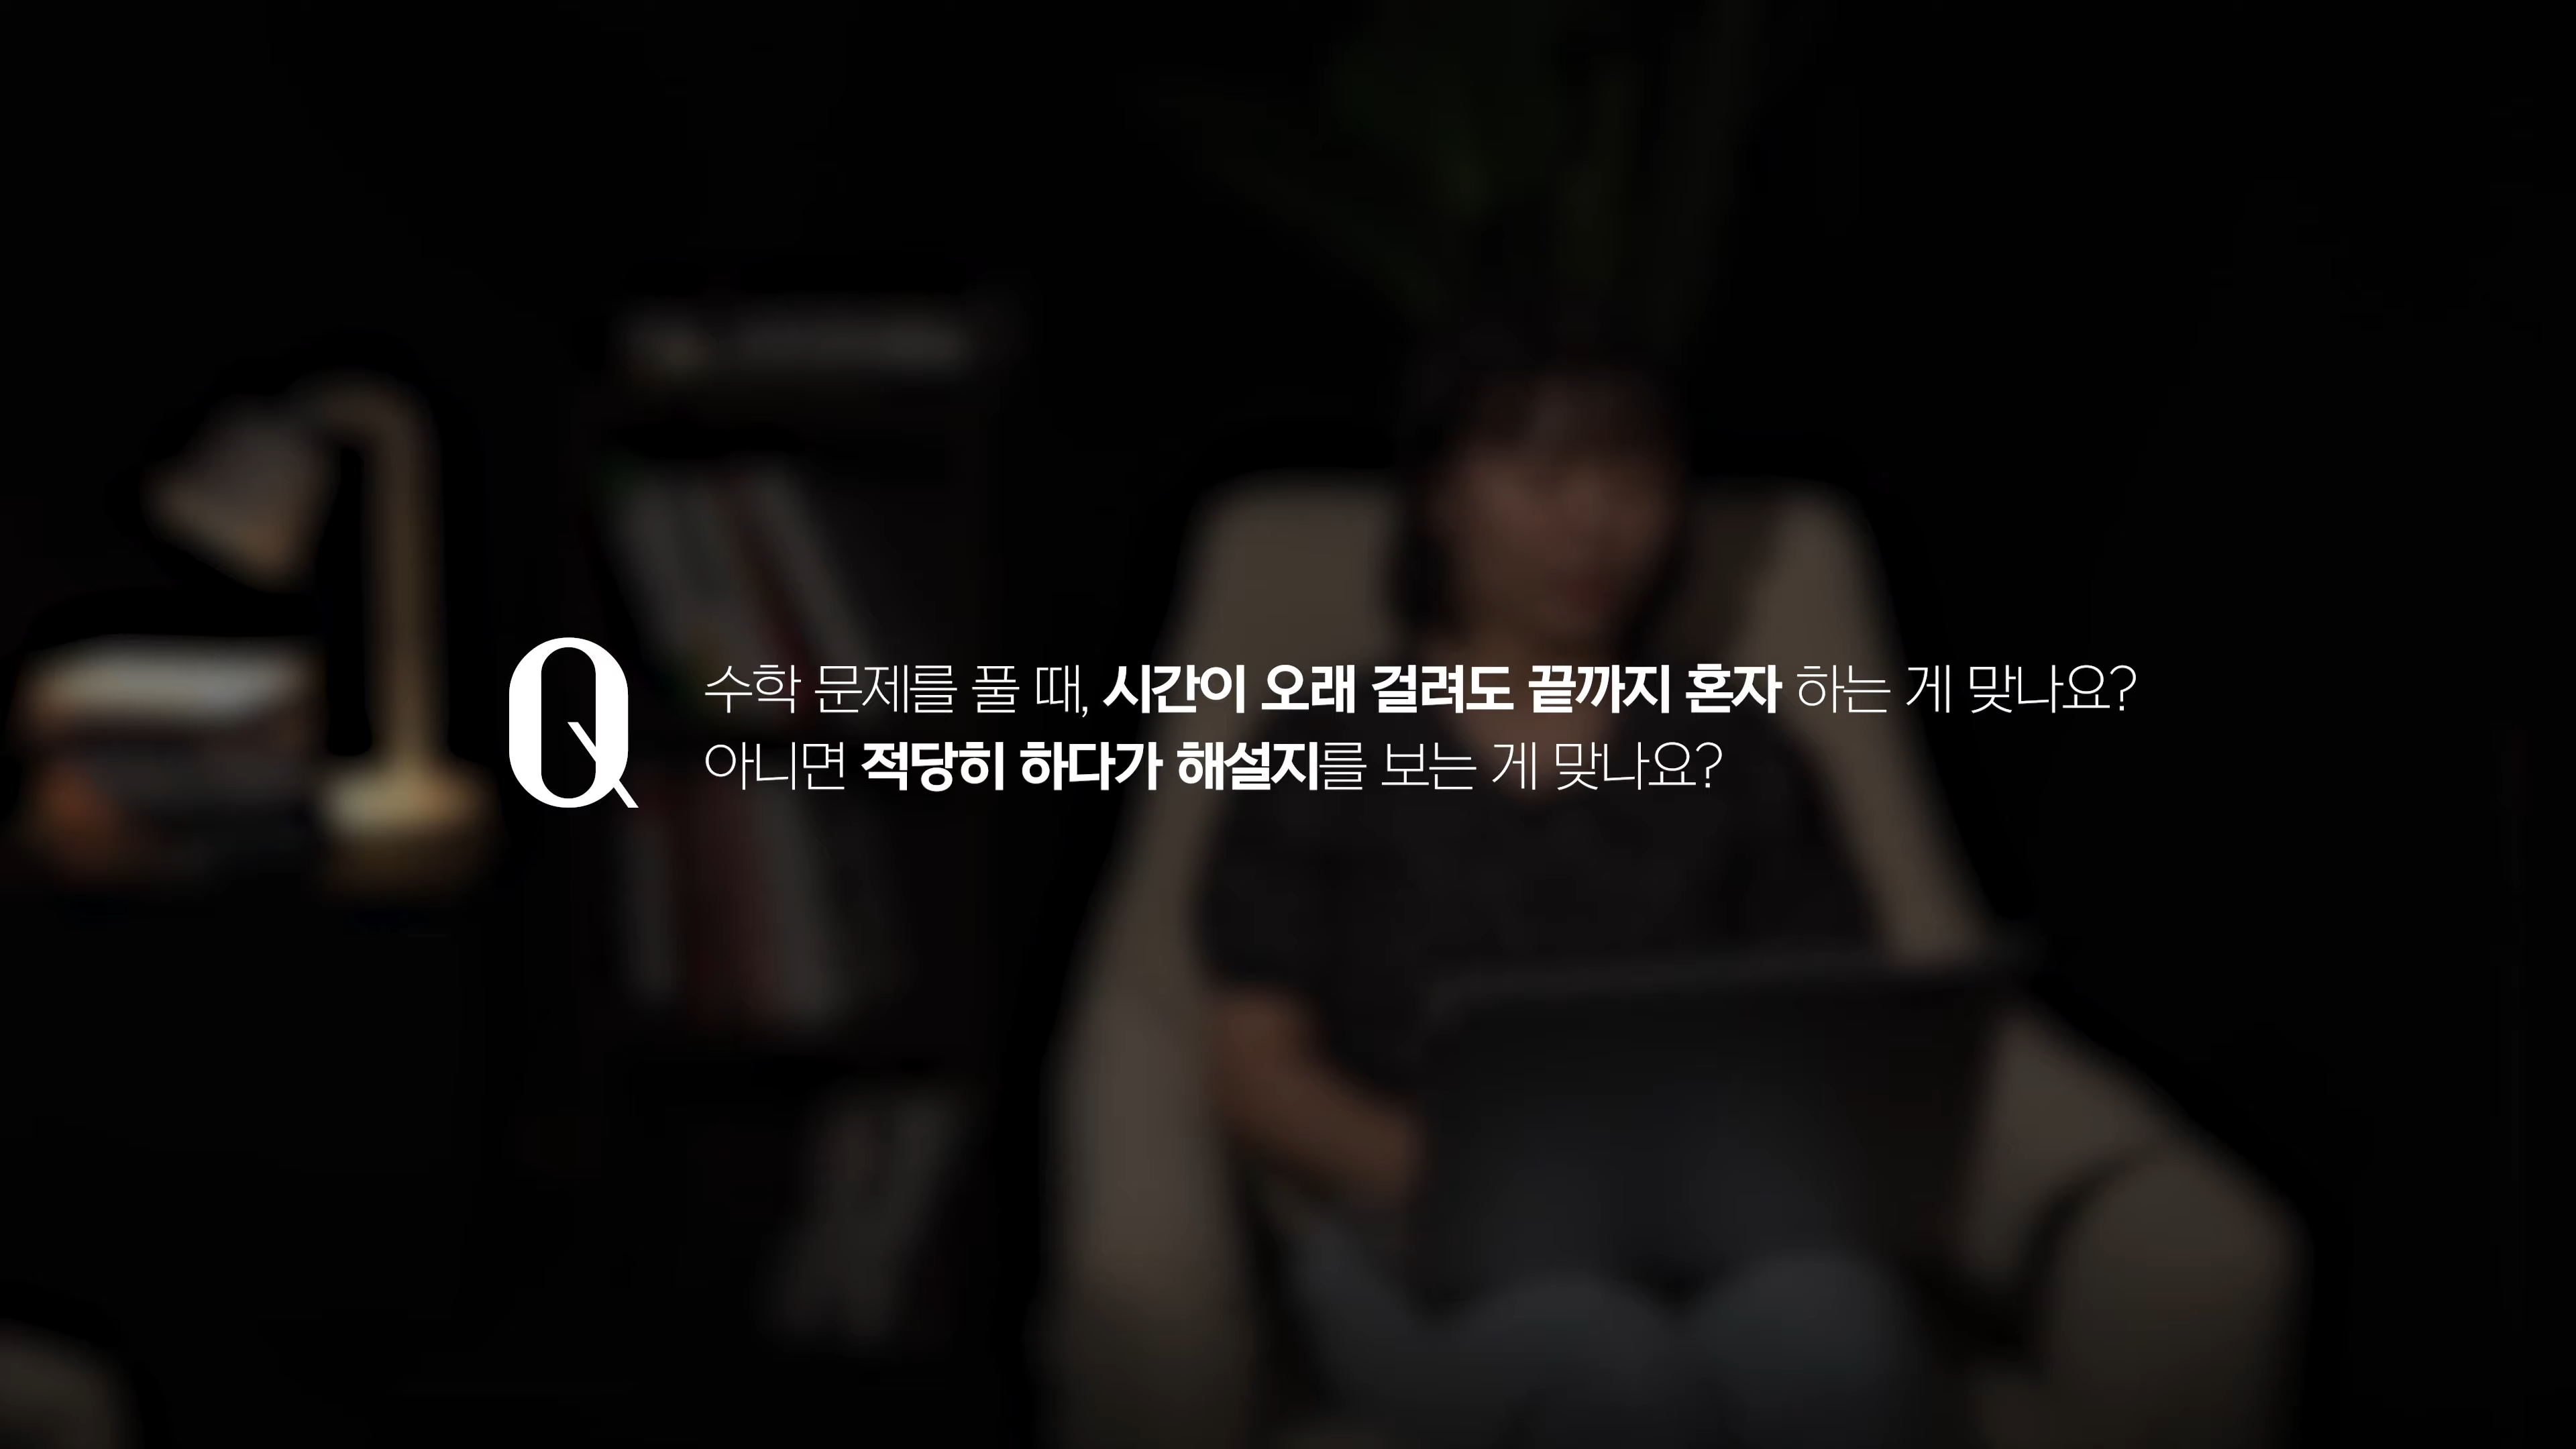 Q
수학 문제를 풀 때, 시간이 오래 걸려도 끝까지 혼자 하는 게 맞나요?
아니면 적당히 하다가 해설지를 보는 게 맞나요?